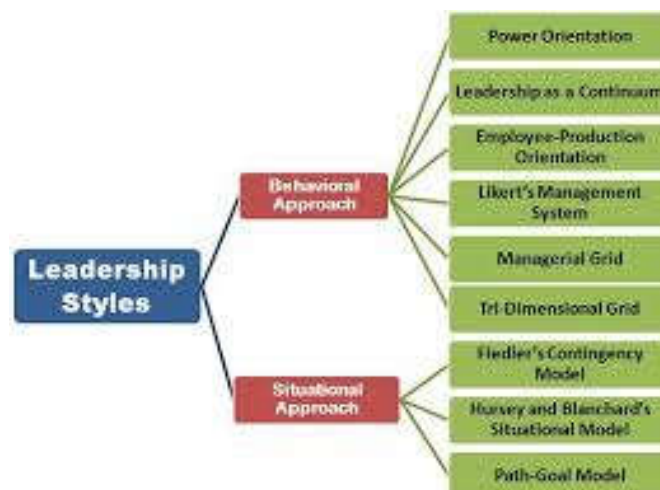 Leadership
Styles
Behavioral
Approach
Power Orientation
Leadership as a Continuum
Employee-Production
Orientation
Likert's Management
System
Managerial Grid
Tri-Dimensional Grid
Situational
Approach
Fiedler's Contingency
Model
Hursey and Blanchard's
Situational Model
Path-Goal Model